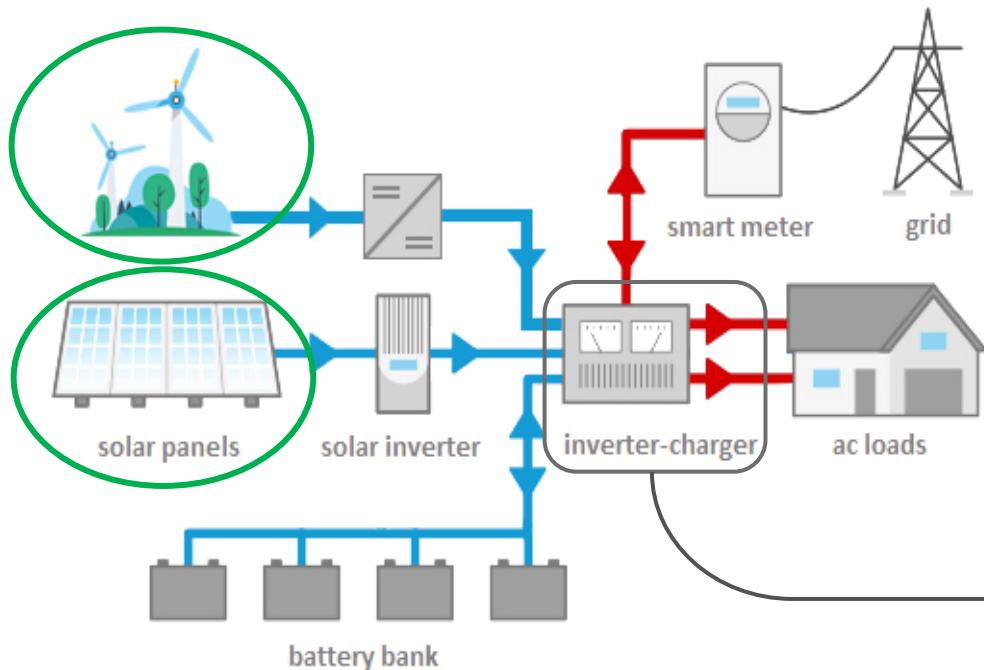 smart meter
grid
solar panels
solar inverter
inverter-charger
ac loads
battery bank